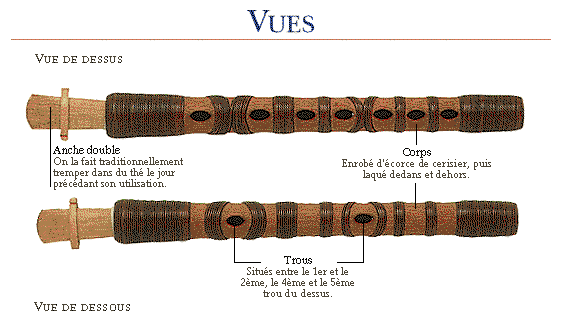 VUES
VUE DE DESSUS
Anche double
On la fait traditionnellement
tremper dans du thé le jour
précédant son utilisation.
Corps
Enrobé d'écorce de cerisier, puis
laqué dedans et dehors.
Trous
Situés entre le 1er et le
2ème, le 4ème et le 5ème
trou du dessus.
VUE DE DESSOUS